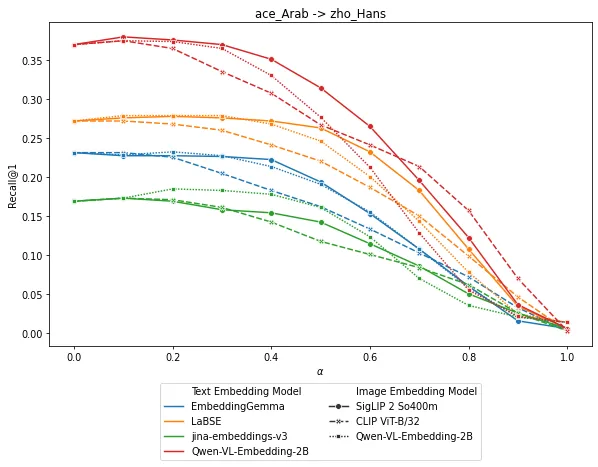 ace_Arab -> zho_Hans
Recall@1
0.35
0.30
0.25
0.20
0.15
0.10
0.05
0.00
0.0 0.2 0.4 0.6 0.8 1.0
α
Text Embedding Model
EmbeddingGemma
LaBSE
jina-embeddings-v3
Qwen-VL-Embedding-2B
Image Embedding Model
SigLIP 2 So400m
CLIP ViT-B/32
Qwen-VL-Embedding-2B